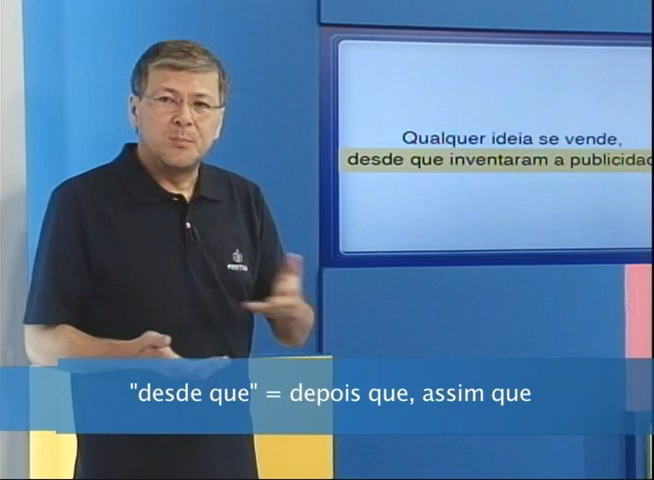 Qualquer ideia se vende,
desde que inventaram a publicidad
"desde que" = depois que, assim que